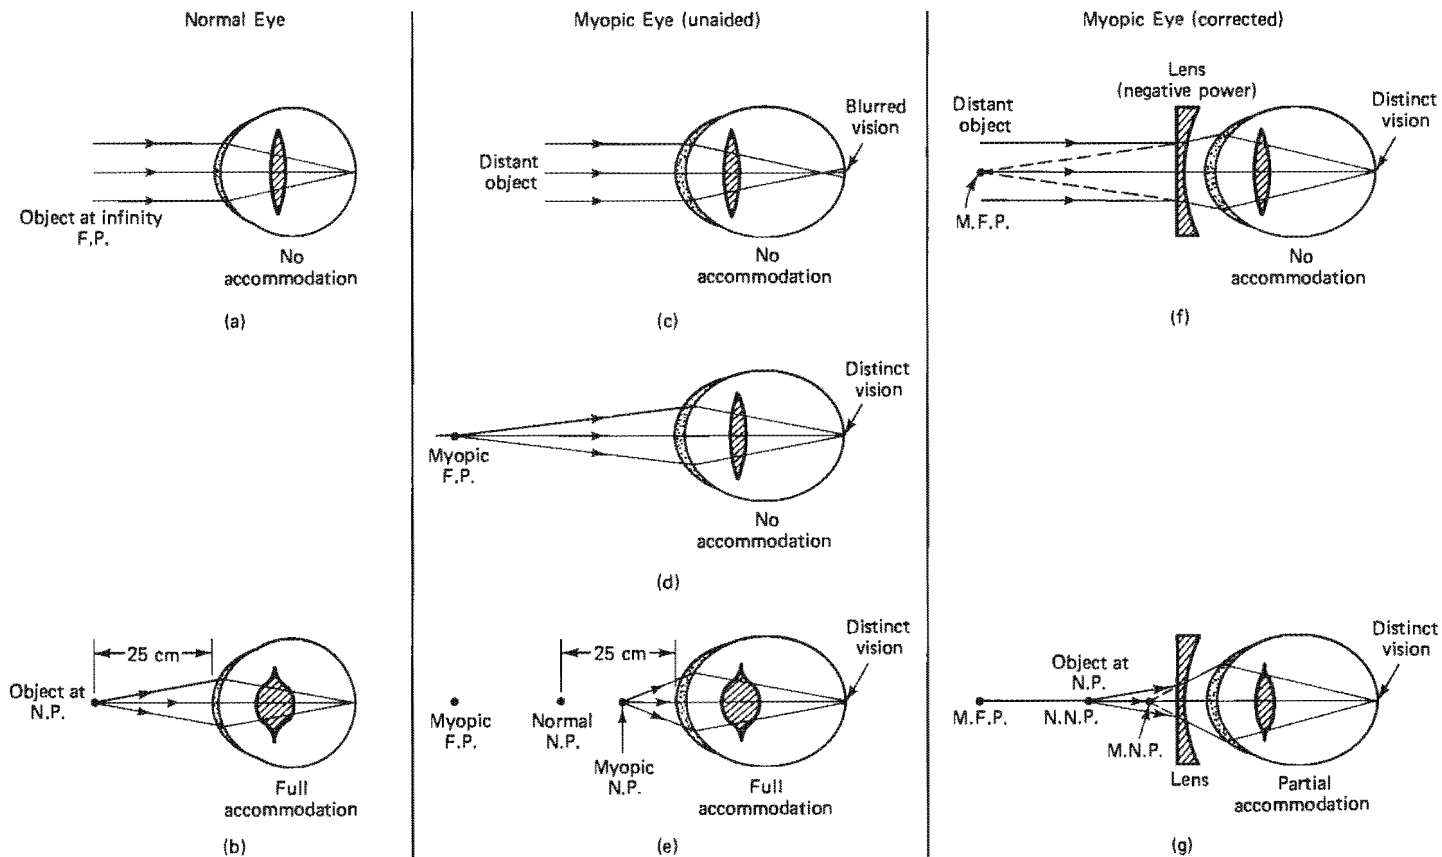 Normal Eye
Object at infinity
F.P.
No
accommodation
(a)
25 cm
Object at
N.P.
Full
accommodation
(b)
Myopic Eye (unaided)
Distant
object
Blurred
vision
No
accommodation
(c)
Myopic
F.P.
Distinct
vision
No
accommodation
(d)
25 cm
Myopic
F.P.
Normal
N.P.
Myopic
N.P.
Distinct
vision
Full
accommodation
(e)
Myopic Eye (corrected)
Lens
(negative power)
Distant
object
M.F.P.
Distinct
vision
No
accommodation
(f)
Object at
N.P.
M.F.P.
N.N.P.
M.N.P.
Lens
Distinct
vision
Partial
accommodation
(g)